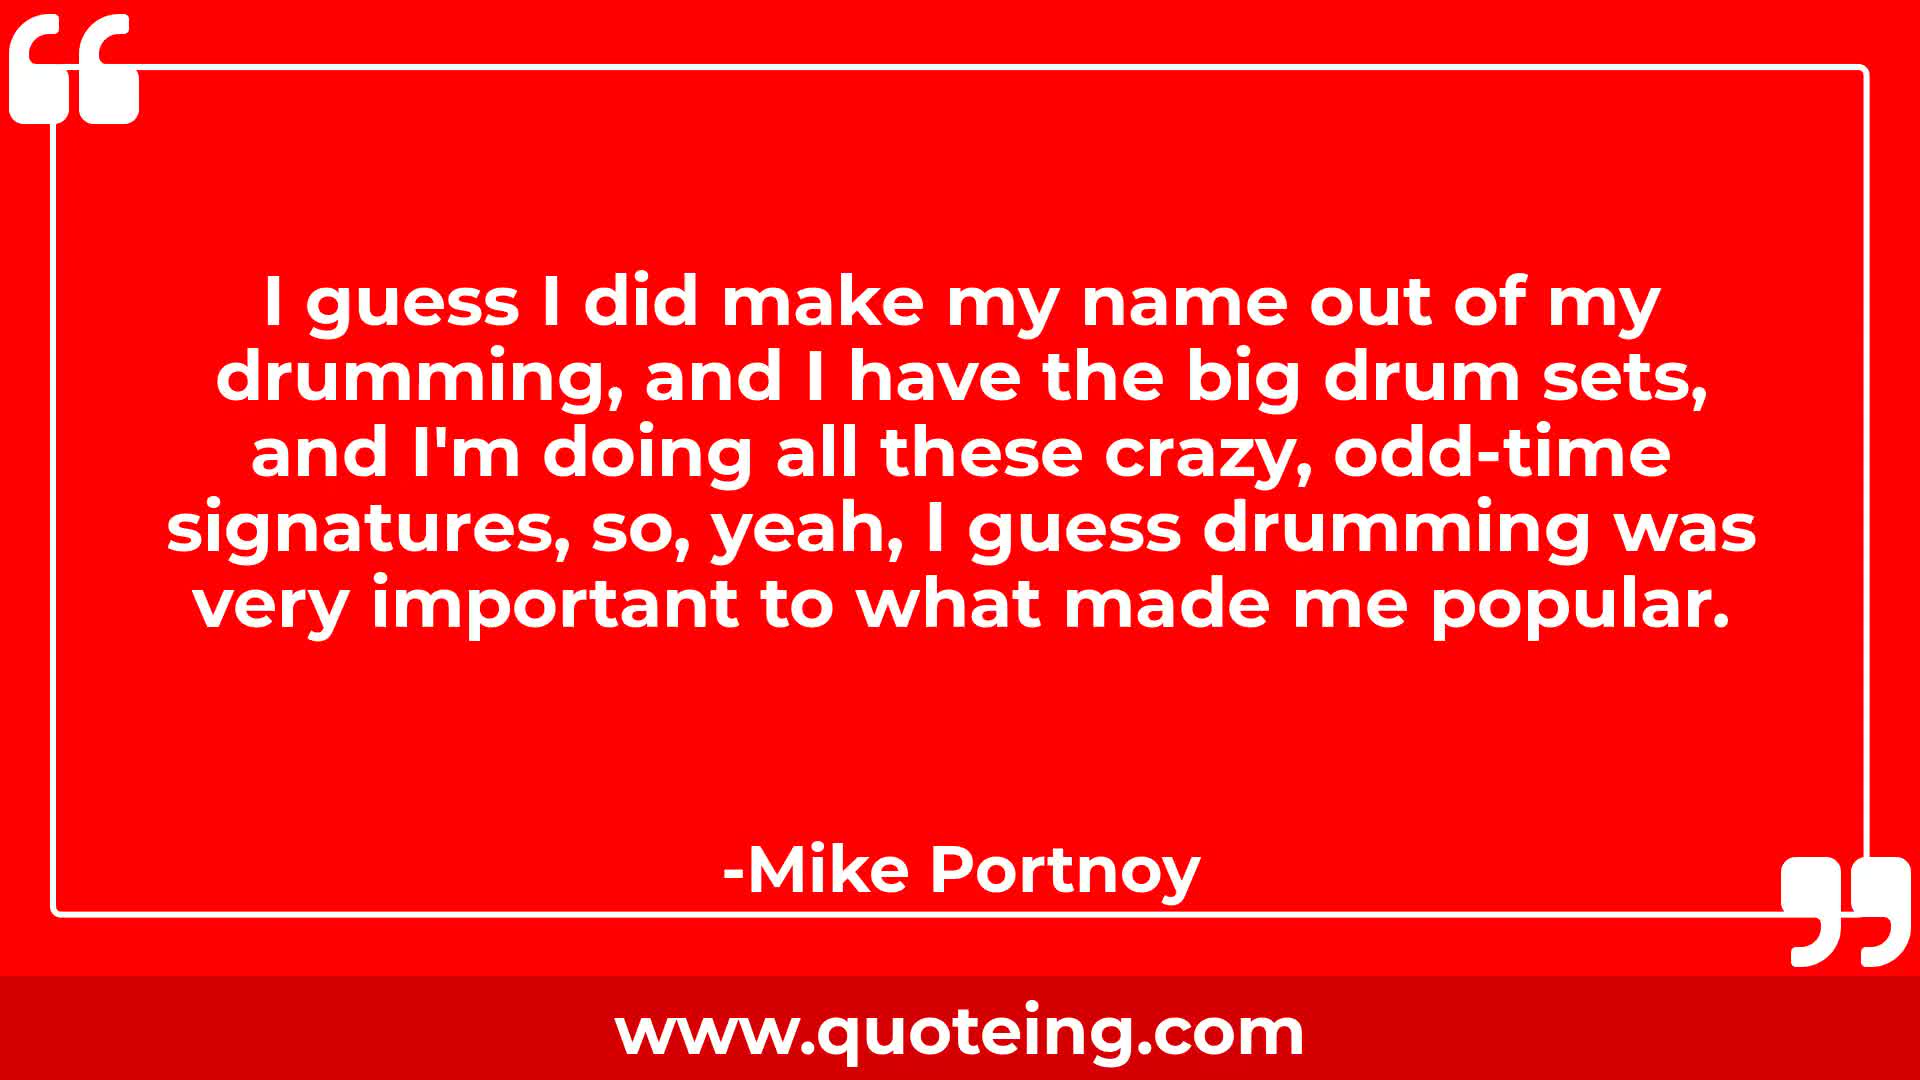 I guess I did make my name out of my
drumming, and I have the big drum sets,
and I'm doing all these crazy, odd-time
signatures, so, yeah, I guess drumming was
very important to what made me popular.
-Mike Portnoy
www.quoteing.com